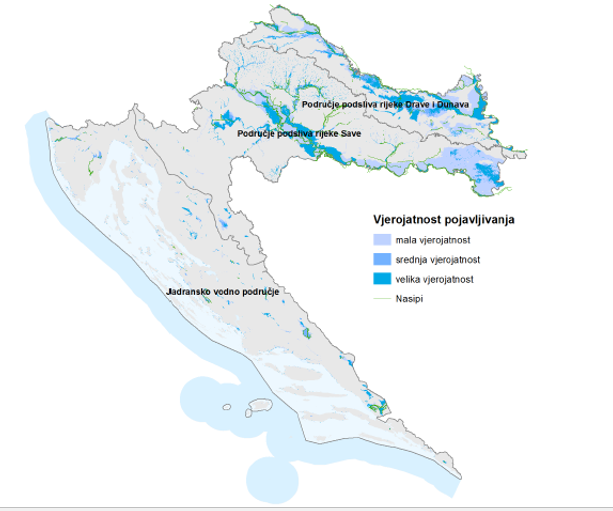 Područje podsliva rijeke Drave i Dunava
Područje podsliva rijeke Save
Vjerojatnost pojavljivanja
mala vjerojatnost
srednja vjerojatnost
velika vjerojatnost
Nasipi
Jadransko vodno područje